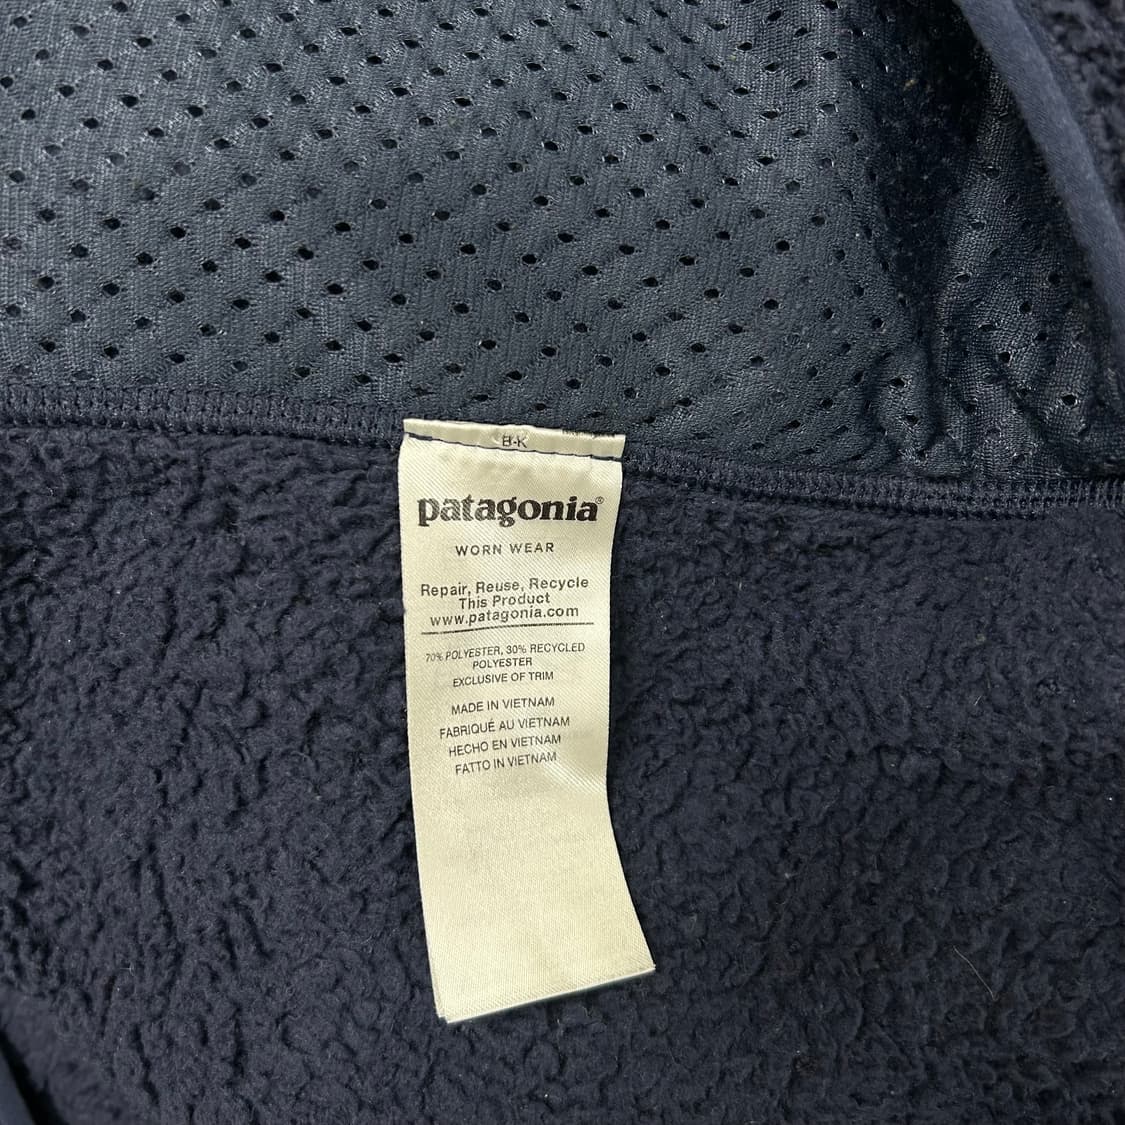 B-K
patagonia®
WORN WEAR
Repair, Reuse, Recycle
This Product
www.patagonia.com
70% POLYESTER, 30% RECYCLED
POLYESTER
EXCLUSIVE OF TRIM
MADE IN VIETNAM
FABRIQUÉ AU VIETNAM
HECHO EN VIETNAM
FATTO IN VIETNAM